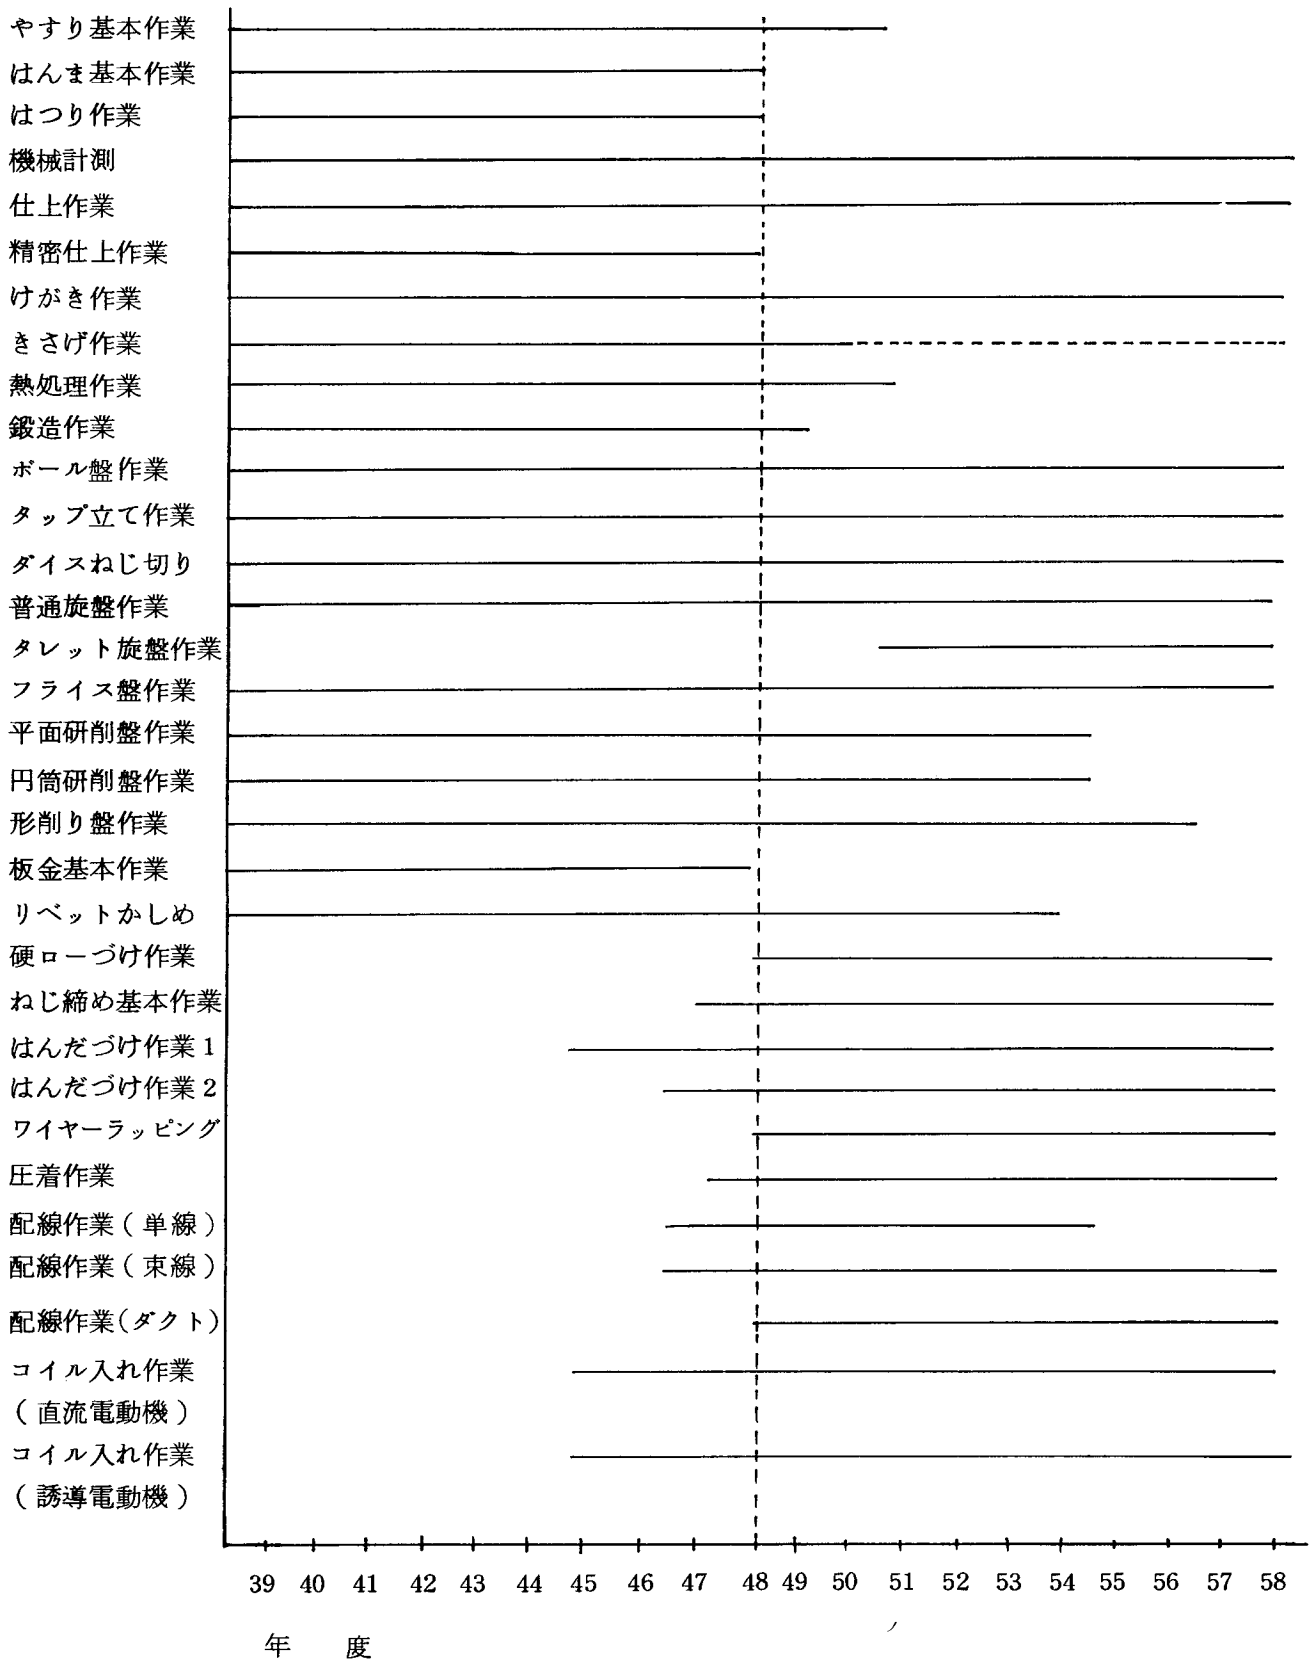 やすり基本作業
はんま基本作業
はつり作業
機械計測
仕上作業
精密仕上作業
けがき作業
きさげ作業
熱処理作業
鍛造作業
ボール盤作業
タップ立て作業
ダイスねじ切り
普通旋盤作業
タレット旋盤作業
フライス盤作業
平面研削盤作業
円筒研削盤作業
形削り盤作業
板金基本作業
リベットかしめ
硬ローづけ作業
ねじ締め基本作業
はんだづけ作業1
はんだづけ作業2
ワイヤーラッピング
圧着作業
配線作業(単線)
配線作業(束線)
配線作業(ダクト)
コイル入れ作業
(直流電動機)
コイル入れ作業
(誘導電動機)
39 40 41 42 43 44 45 46 47 48 49 50 51 52 53 54 55 56 57 58
年 度